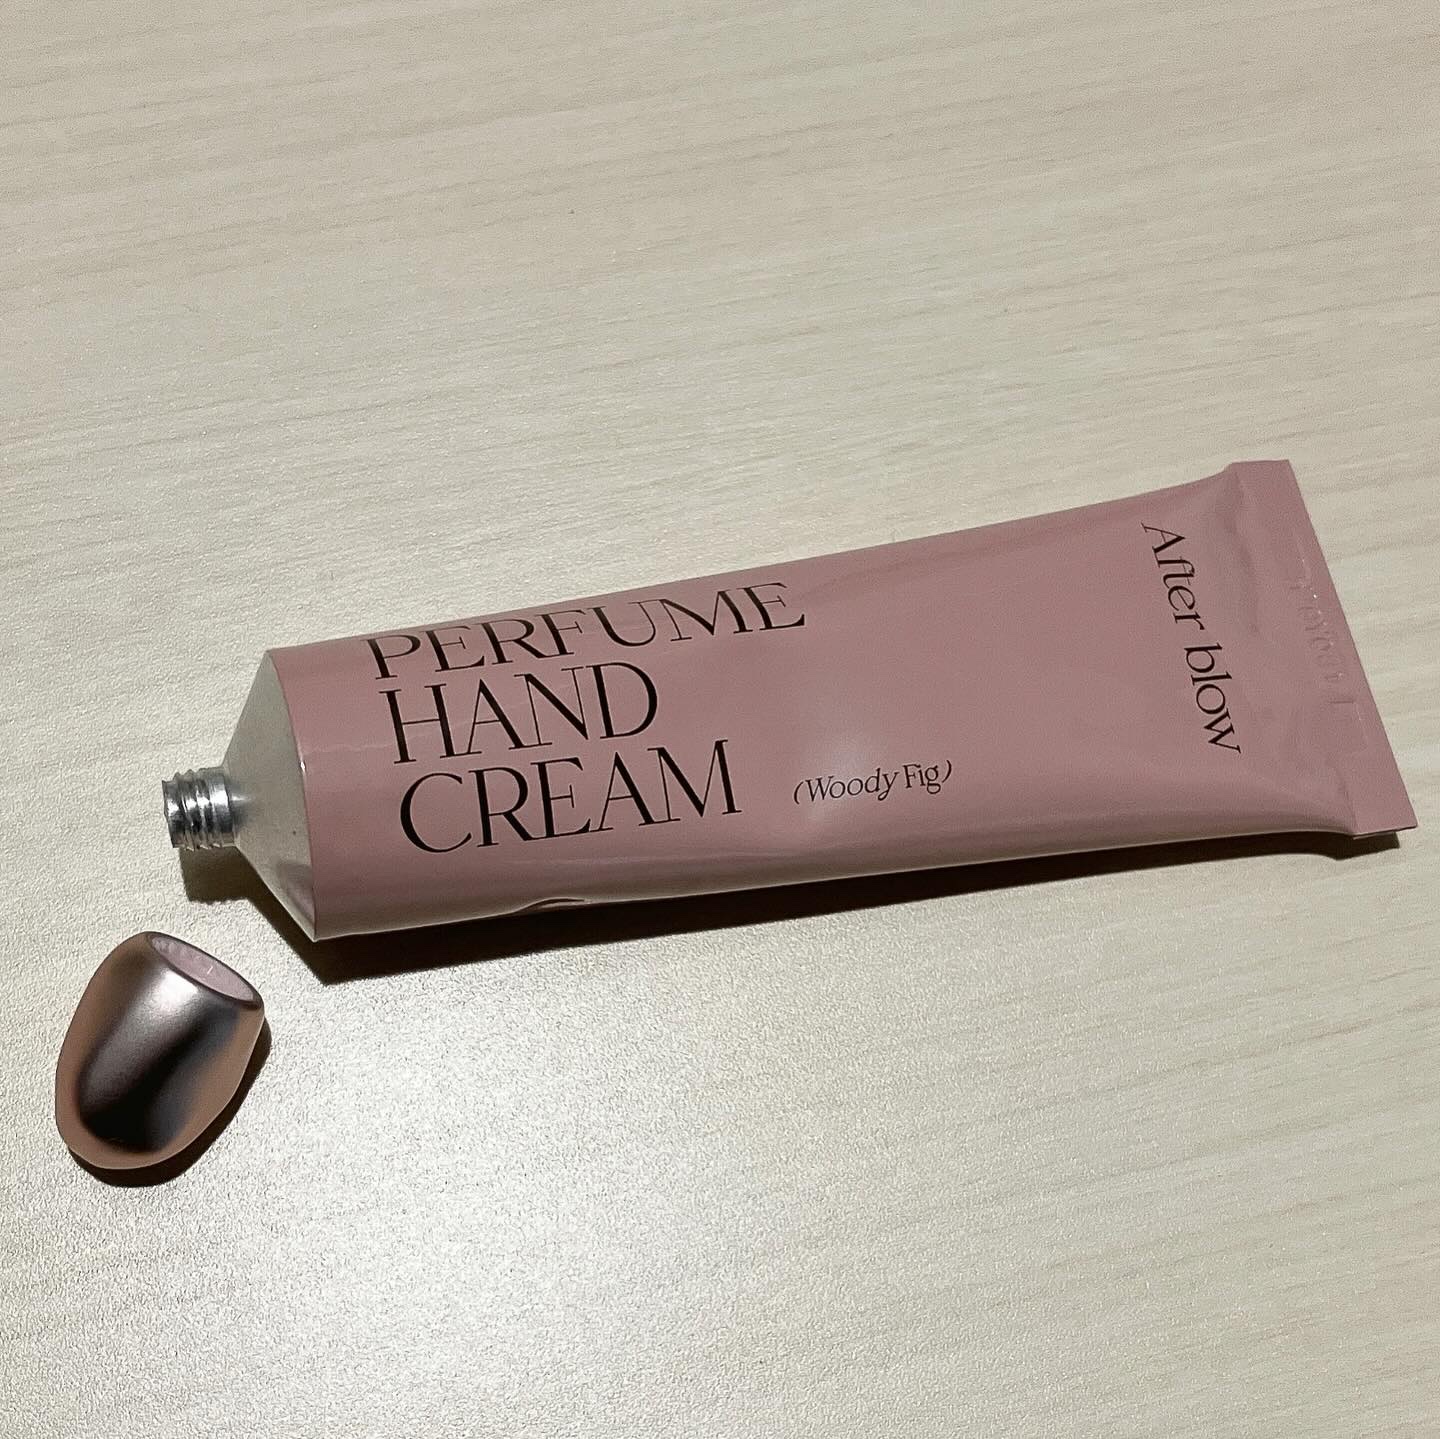 PERFUME
HAND
CREAM
(Woody Fig)
After blow